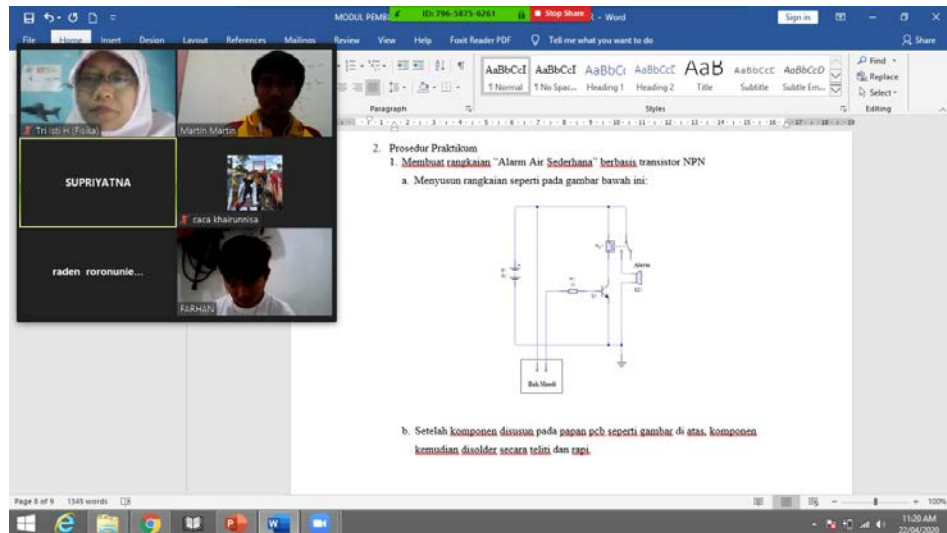 MODUL PEMBE
ID: 796-5875-6261
Stop Share
R - Word
Sign in
File
Home
Insert
Design
Layout
References
Mailings
Review
View
Help
Foxit Reader PDF
Tell me what you want to do
Share
AaBbCcI
AaBbCcI
AaBbCc
AaBbCcC
AaB
AaBbCcC
AaBbCcD
¶ Normal
¶ No Spac...
Heading 1
Heading 2
Title
Subtitle
Subtle Em...
Find
Replace
Select
Paragraph
Styles
Editing
Tri Isti H (Fisika)
Martin Martin
SUPRIYATNA
caca khairunnisa
raden roronunie...
FARHAN
2. Prosedur Praktikum
1. Membuat rangkaian "Alarm Air Sederhana" berbasis transistor NPN
a. Menyusun rangkaian seperti pada gambar bawah ini:
Alarm
Bak Mandi
b. Setelah komponen disusun pada papan pcb seperti gambar di atas, komponen
kemudian disolder secara teliti dan rapi.
Page 8 of 9
1345 words
100%
11:20 AM
22/04/2020